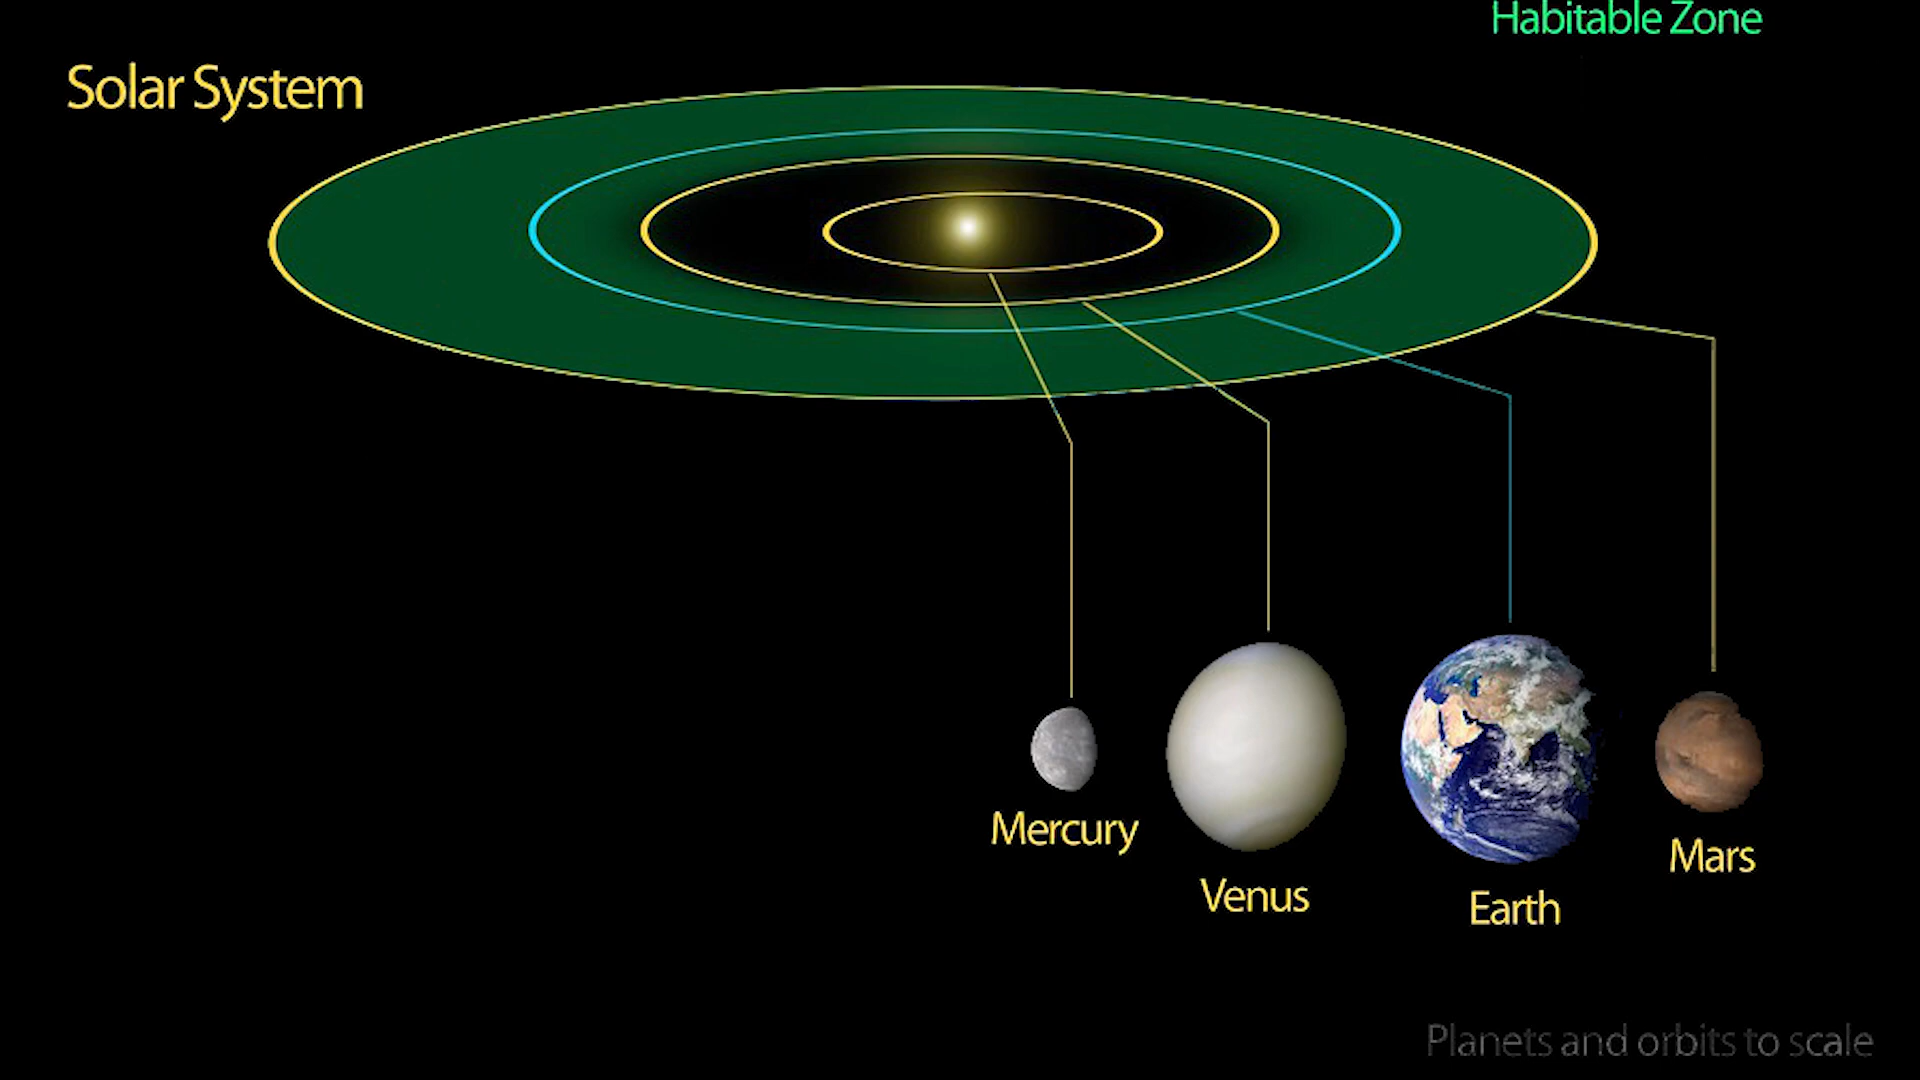 Habitable Zone
Solar System
Mercury
Venus
Earth
Mars
Planets and orbits to scale